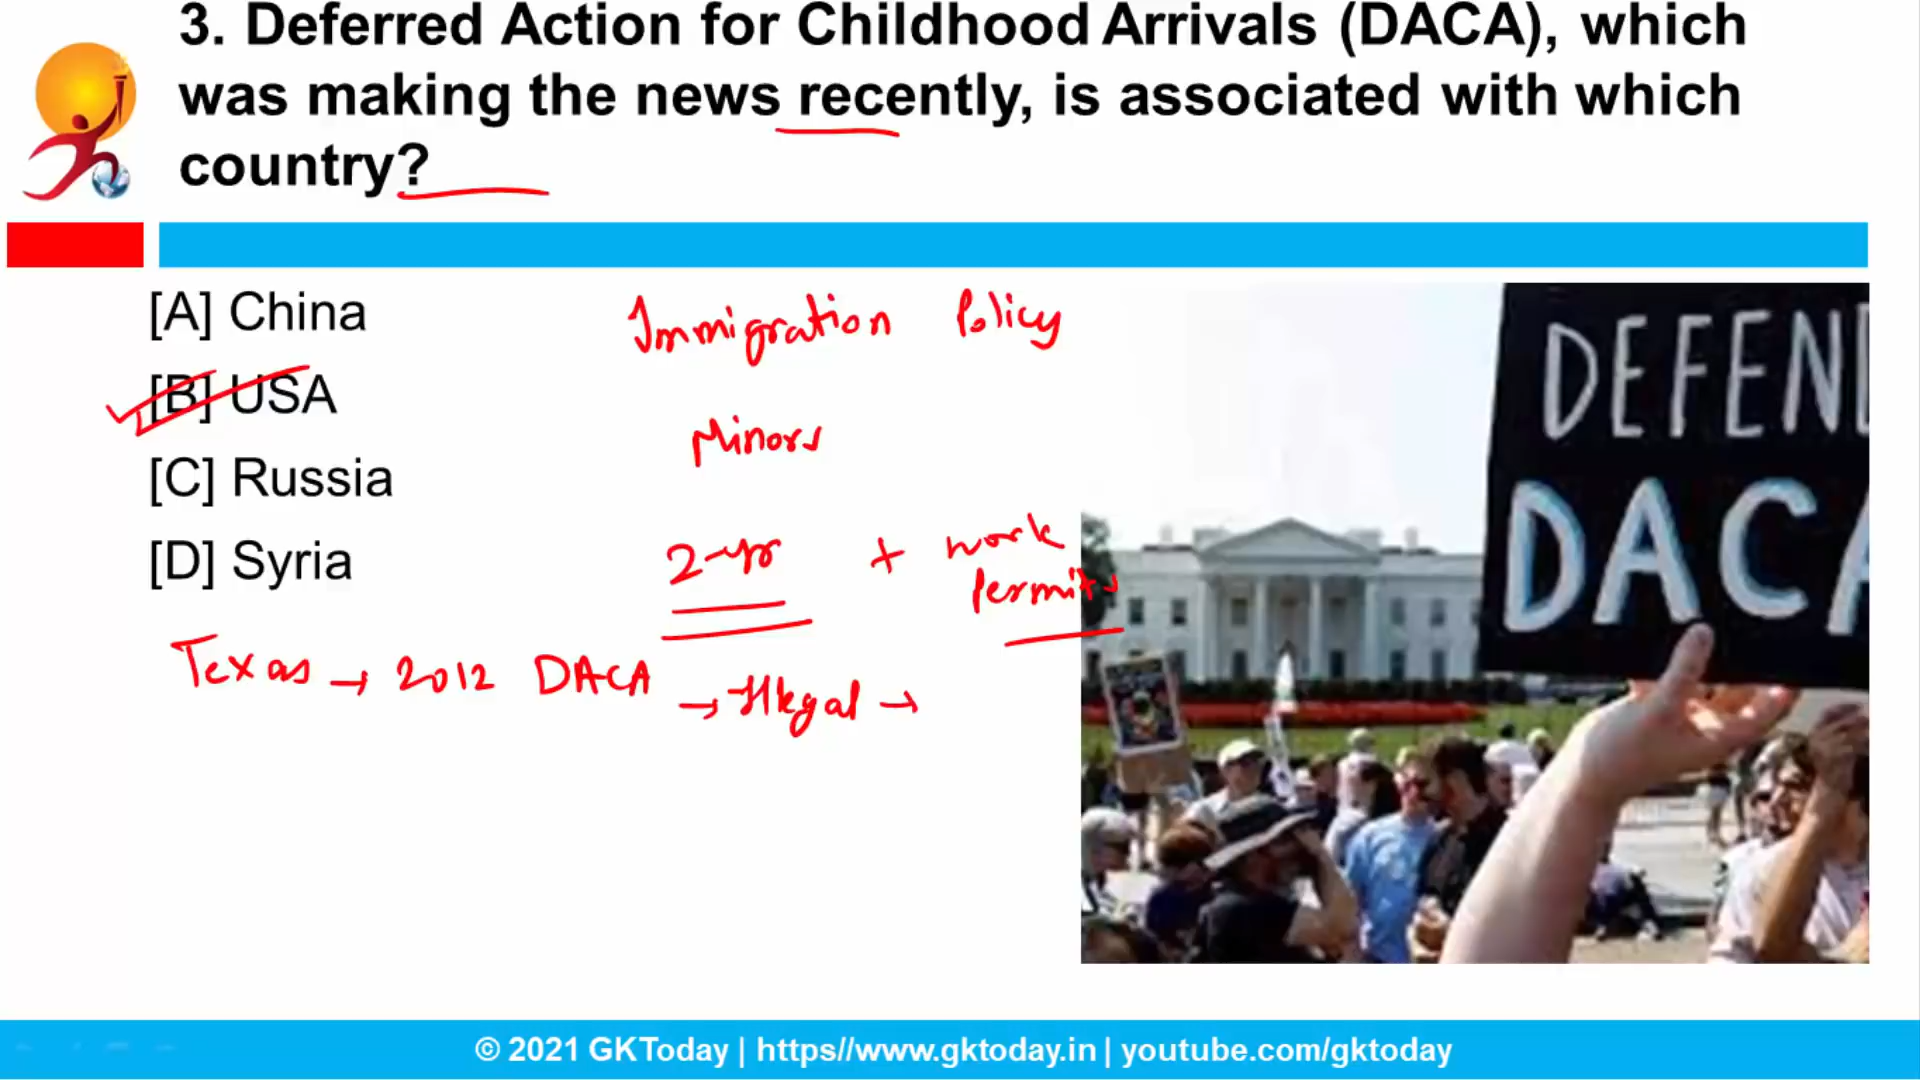 3. Deferred Action for Childhood Arrivals (DACA), which
was making the news recently, is associated with which
country?
[A] China
[B] USA
[C] Russia
[D] Syria
Immigration Policy
Minors
2-yr + work
permits
Texas → 2012 DACA → Illegal →
DEFEND
DACA
© 2021 GKToday | https//www.gktoday.in | youtube.com/gktoday